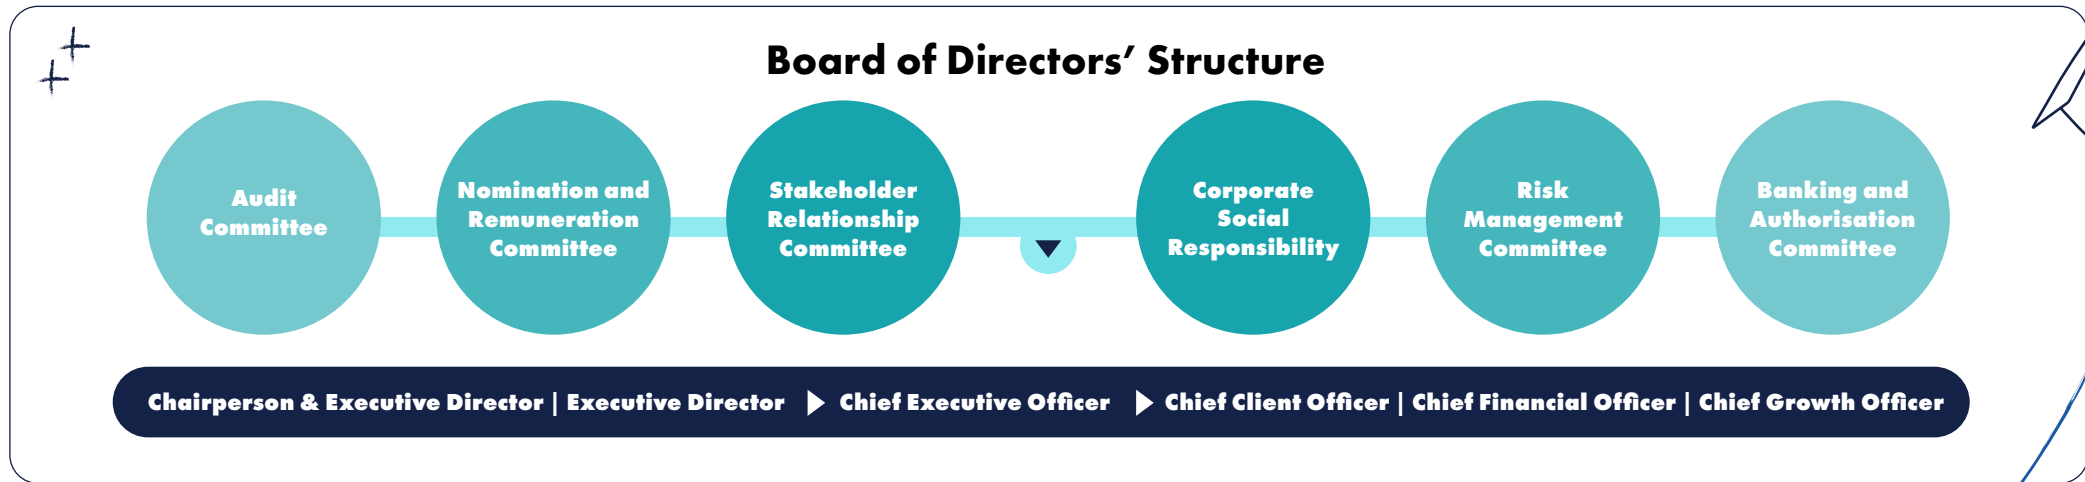 Board of Directors’ Structure
Audit
Committee
Nomination and
Remuneration
Committee
Stakeholder
Relationship
Committee
Corporate
Social
Responsibility
Risk
Management
Committee
Banking and
Authorisation
Committee
Chairperson & Executive Director | Executive Director Chief Executive Officer Chief Client Officer | Chief Financial Officer | Chief Growth Officer